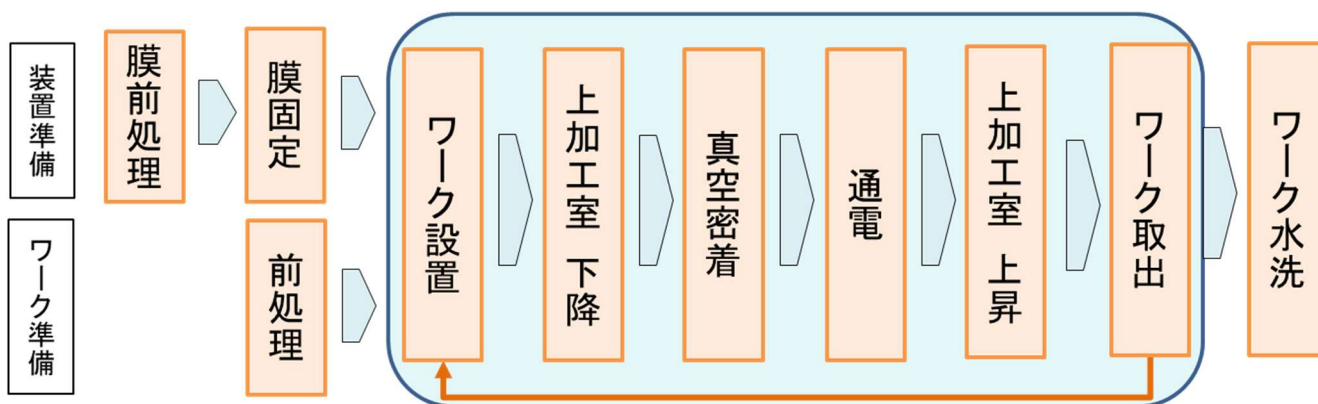 装置準備
膜前処理
膜固定
ワーク準備
前処理
ワーク設置
上加工室 下降
真空密着
通電
上加工室 上昇
ワーク取出
ワーク水洗